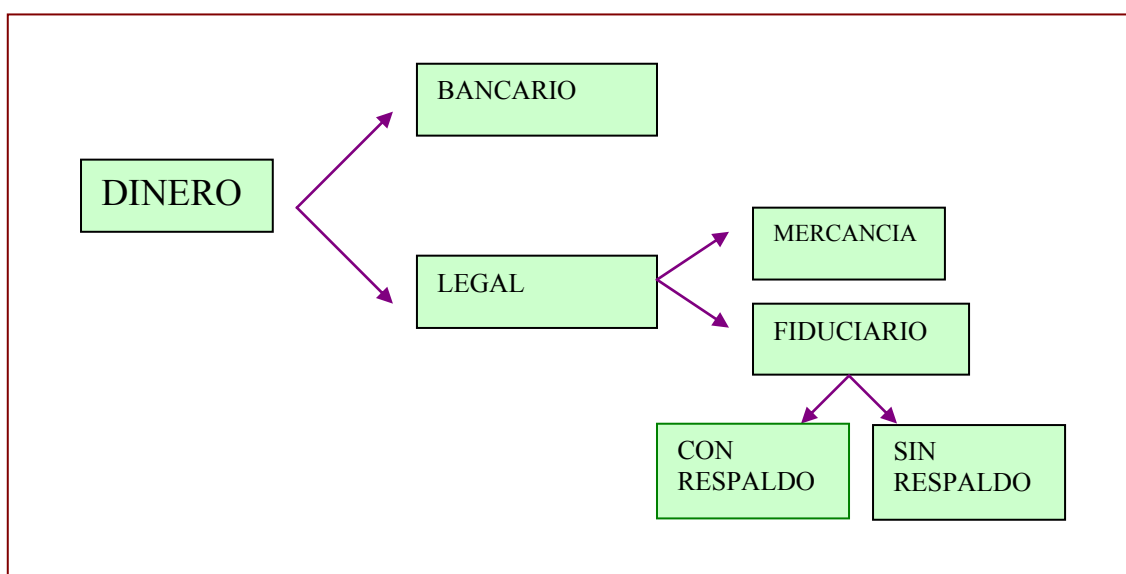 BANCARIO
DINERO
MERCANCIA
LEGAL
FIDUCIARIO
CON
RESPALDO
SIN
RESPALDO